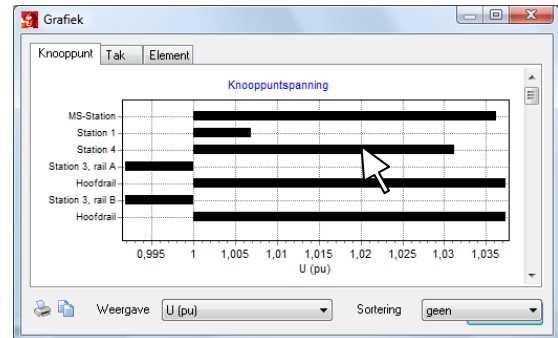 Grafiek
Knooppunt Tak Element
Knooppuntspanning
MS-Station
Station 1
Station 4
Station 3, rail A
Hoofdrail
Station 3, rail B
Hoofdrail
0,995 1 1,005 1,01 1,015 1,02 1,025 1,03 1,035
U (pu)
Weergave U (pu) Sortering geen